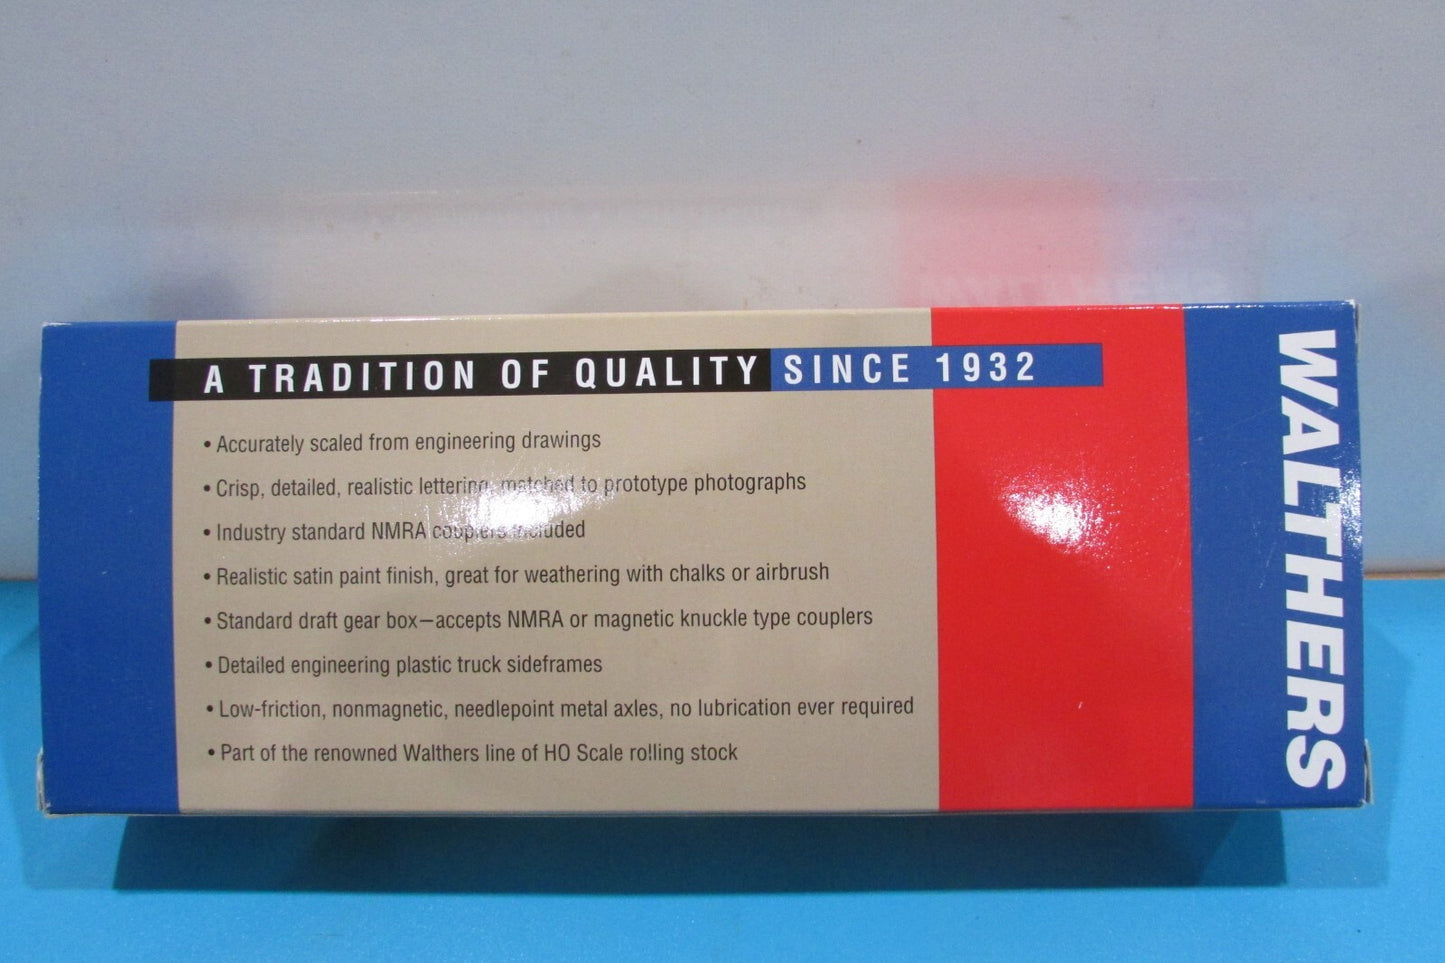 A TRADITION OF QUALITY SINCE 1932
• Accurately scaled from engineering drawings
• Crisp, detailed, realistic lettering, matched to prototype photographs
• Industry standard NMRA couplers included
• Realistic satin paint finish, great for weathering with chalks or airbrush
• Standard draft gear box—accepts NMRA or magnetic knuckle type couplers
• Detailed engineering plastic truck sideframes
• Low-friction, nonmagnetic, needlepoint metal axles, no lubrication ever required
• Part of the renowned Walthers line of HO Scale rolling stock
WALTHERS